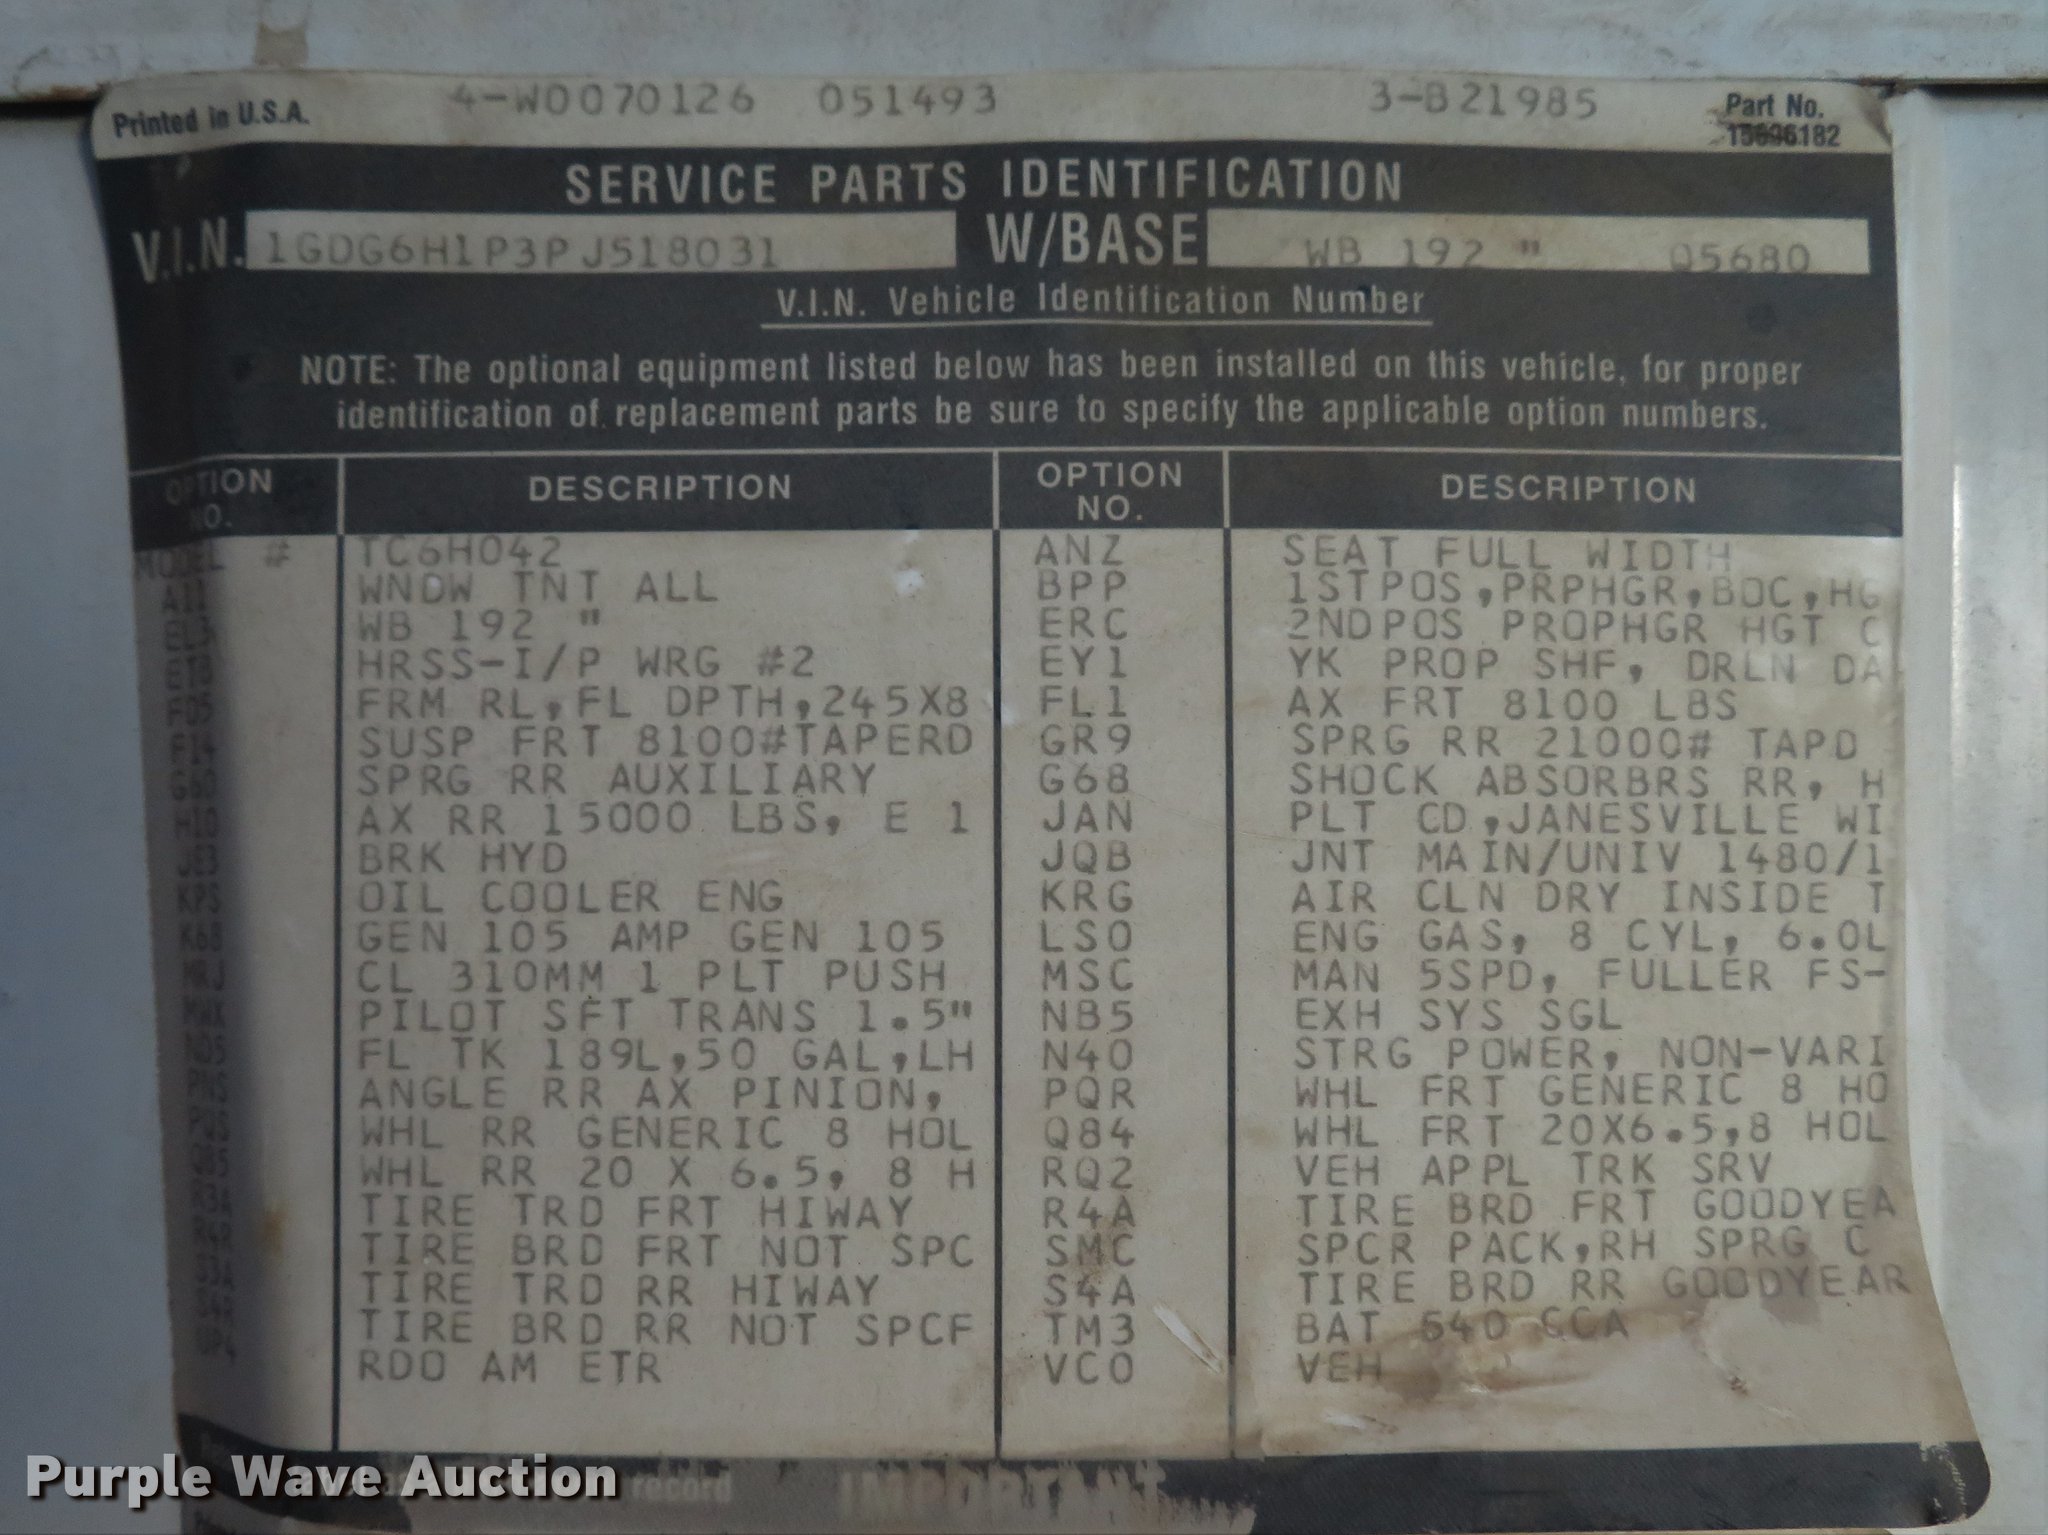 4-W0070126 051493 3-B21985
Printed in U.S.A. Part No.
SERVICE PARTS IDENTIFICATION
V.I.N. 1GDG6H1P3PJ518031 W/BASE WB 192 " 05680
V.I.N. Vehicle Identification Number
NOTE: The optional equipment listed below has been installed on this vehicle, for proper
identification of replacement parts be sure to specify the applicable option numbers.
OPTION NO. DESCRIPTION OPTION NO. DESCRIPTION
MODEL # TC6H042 ANZ SEAT FULL WIDTH
WNDW TNT ALL BPP 1STPOS,PRPHGR,BOC,HG
WB 192 " ERC 2NDPOS PROPHGR HGT C
HRSS-I/P WRG #2 EY1 YK PROP SHF, DRLN DA
FRM RL,FL DPTH,245X8 FL1 AX FRT 8100 LBS
SUSP FRT 8100#TAPERD GR9 SPRG RR 21000# TAPD
SPRG RR AUXILIARY G68 SHOCK ABSORBRS RR, H
AX RR 15000 LBS, E 1 JAN PLT CD,JANESVILLE WI
BRK HYD JQB JNT MAIN/UNIV 1480/1
OIL COOLER ENG KRG AIR CLN DRY INSIDE T
GEN 105 AMP GEN 105 LS0 ENG GAS, 8 CYL, 6.0L
CL 310MM 1 PLT PUSH MSC MAN 5SPD, FULLER FS-
PILOT SFT TRANS 1.5" NB5 EXH SYS SGL
FL TK 189L,50 GAL,LH N40 STRG POWER, NON-VARI
ANGLE RR AX PINION, PQR WHL FRT GENERIC 8 HO
WHL RR GENERIC 8 HOL Q84 WHL FRT 20X6.5,8 HOL
WHL RR 20 X 6.5, 8 H RQ2 VEH APPL TRK SRV
TIRE TRD FRT HIWAY R4A TIRE BRD FRT GOODYEA
TIRE BRD FRT NOT SPC SMC SPCR PACK,RH SPRG C
TIRE TRD RR HIWAY S4A TIRE BRD RR GOODYEAR
TIRE BRD RR NOT SPCF TM3 BAT 540 CCA
RDO AM ETR VC0 VEH
record IMPORTANT
Purple Wave Auction